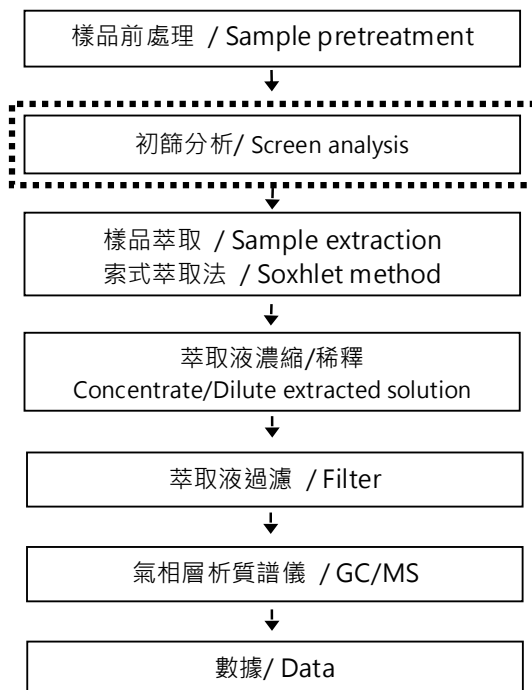 樣品前處理 / Sample pretreatment
初篩分析/ Screen analysis
樣品萃取 / Sample extraction
索式萃取法 / Soxhlet method
萃取液濃縮/稀釋
Concentrate/Dilute extracted solution
萃取液過濾 / Filter
氣相層析質譜儀 / GC/MS
數據/ Data